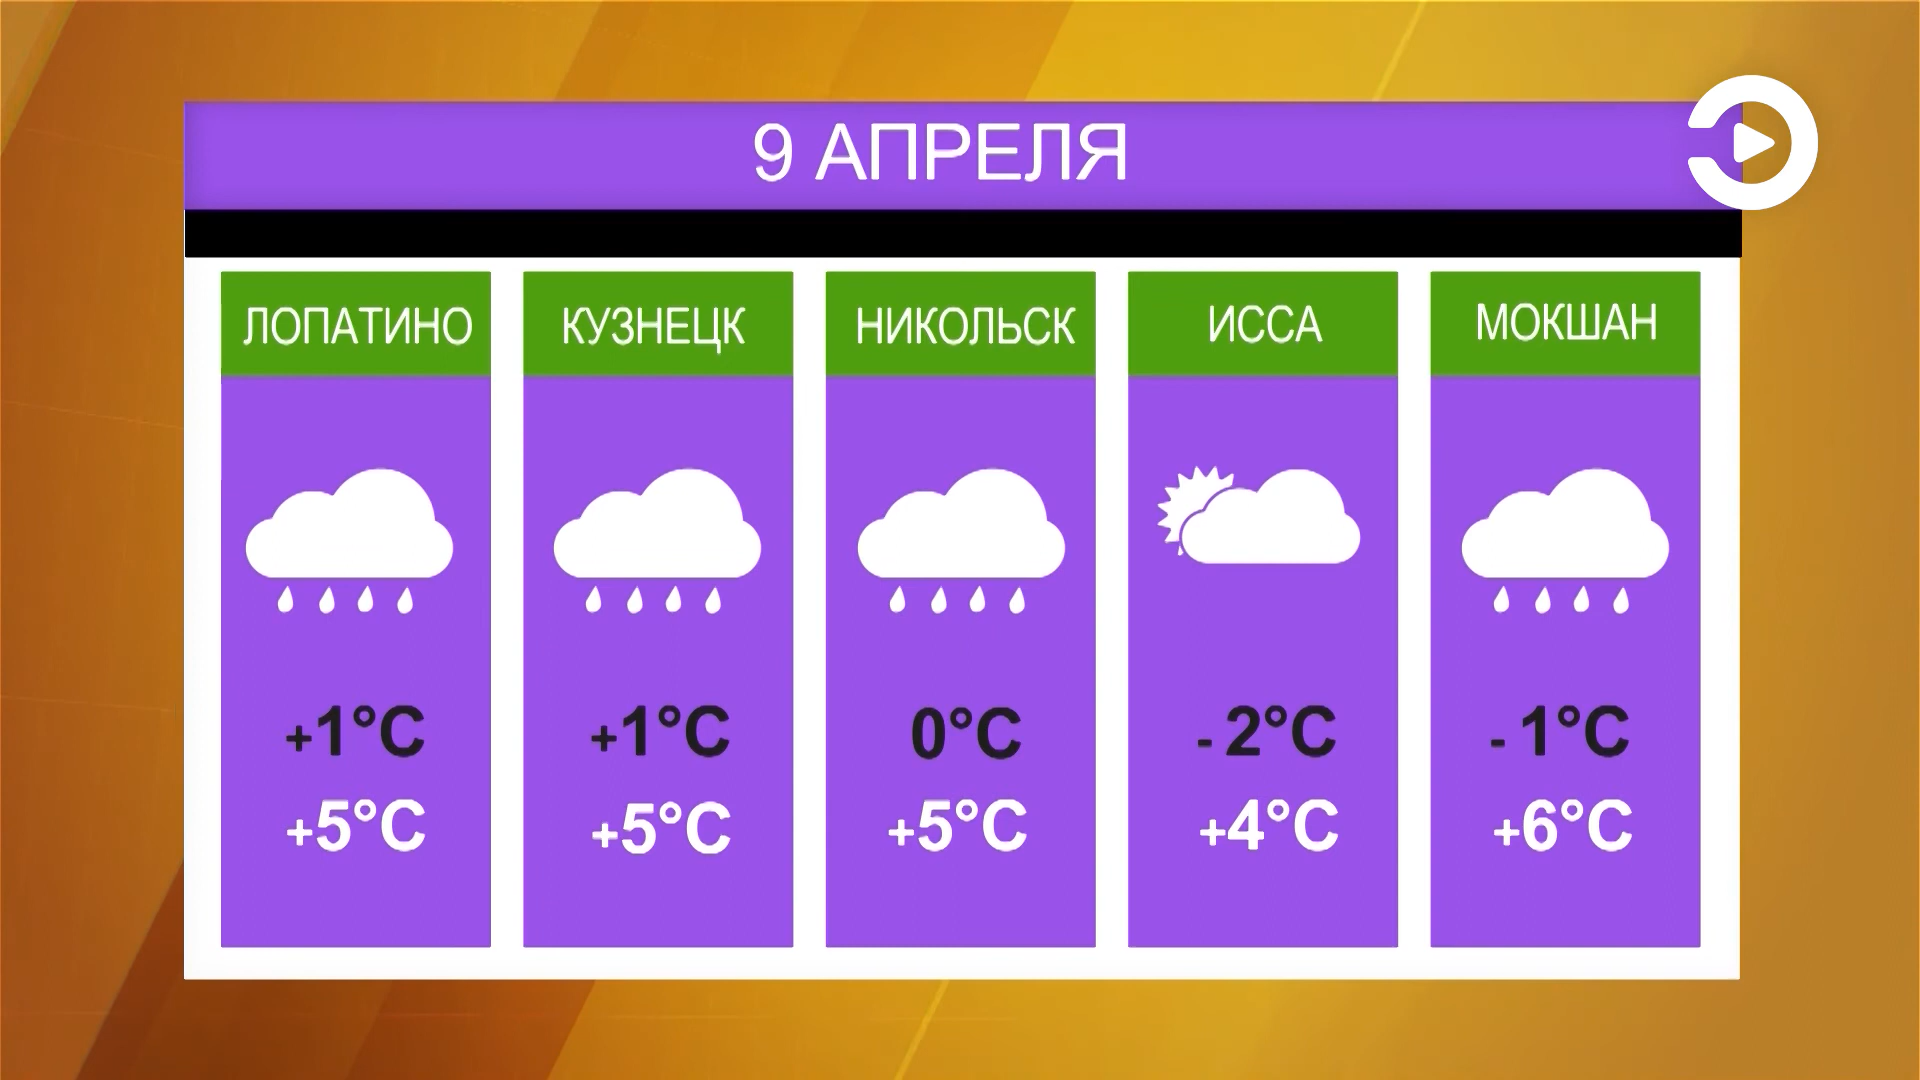 9 АПРЕЛЯ
ЛОПАТИНО
+1°C
+5°C
КУЗНЕЦК
+1°C
+5°C
НИКОЛЬСК
0°C
+5°C
ИССА
- 2°C
+4°C
МОКШАН
- 1°C
+6°C